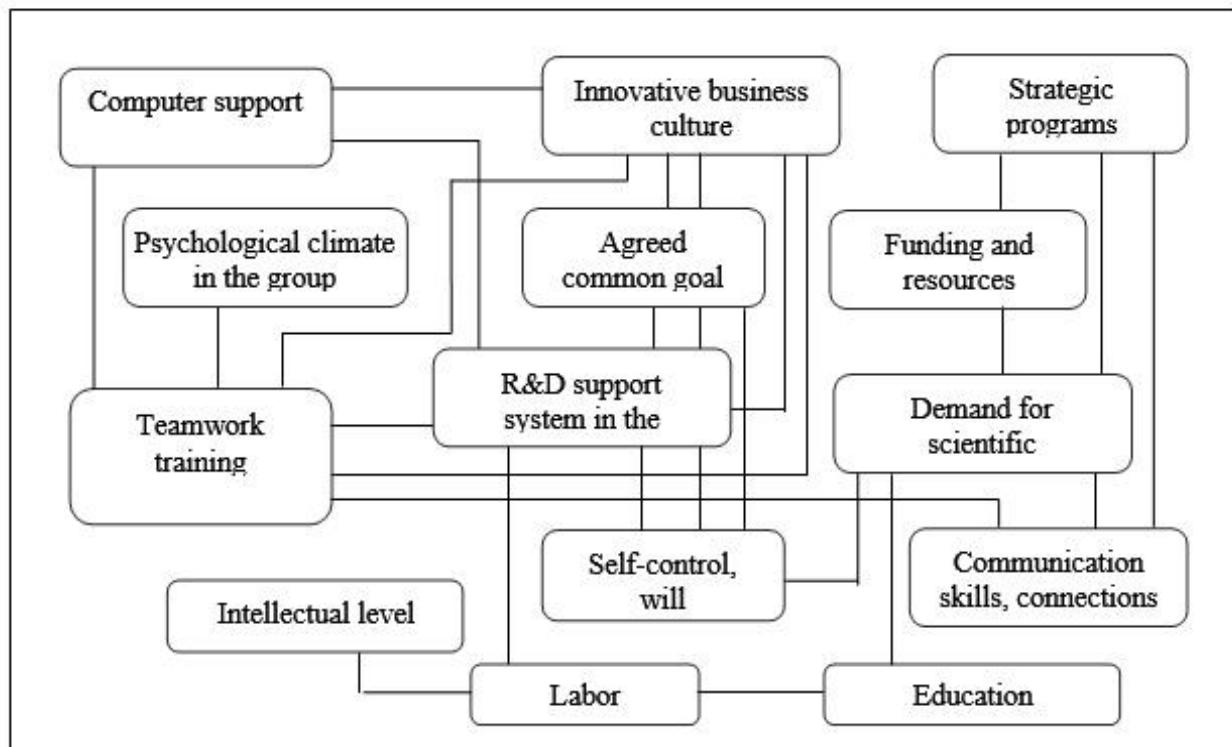 Computer support
Innovative business
culture
Strategic
programs
Psychological climate
in the group
Agreed
common goal
Funding and
resources
Teamwork
training
R&D support
system in the
Demand for
scientific
Self-control,
will
Communication
skills, connections
Intellectual level
Labor
Education